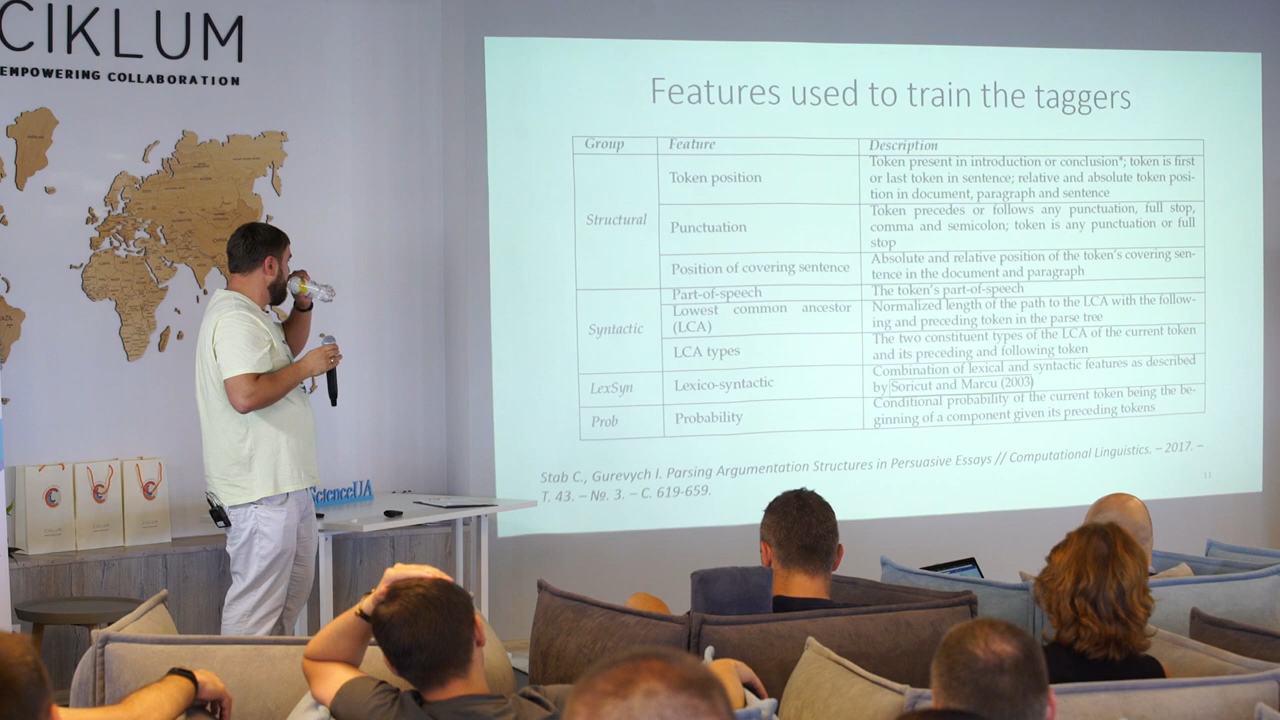 CIKLUM
EMPOWERING COLLABORATION
Features used to train the taggers
Group Feature Description
Structural
Token position
Token present in introduction or conclusion*; token is first
or last token in sentence; relative and absolute token posi-
tion in document, paragraph and sentence
Punctuation
Token precedes or follows any punctuation, full stop,
comma and semicolon; token is any punctuation or full
stop
Position of covering sentence
Absolute and relative position of the token's covering sen-
tence in the document and paragraph
Syntactic
Part-of-speech
The token's part-of-speech
Lowest common ancestor
(LCA)
Normalized length of the path to the LCA with the follow-
ing and preceding token in the parse tree
LCA types
The two constituent types of the LCA of the current token
and its preceding and following token
LexSyn
Lexico-syntactic
Combination of lexical and syntactic features as described
by Soricut and Marcu (2003)
Prob
Probability
Conditional probability of the current token being the be-
ginning of a component given its preceding tokens
Stab C., Gurevych I. Parsing Argumentation Structures in Persuasive Essays // Computational Linguistics. – 2017. –
T. 43. – №. 3. – C. 619-659.
11
ScienceUA
CIKLUM
CIKLUM
CIKLUM